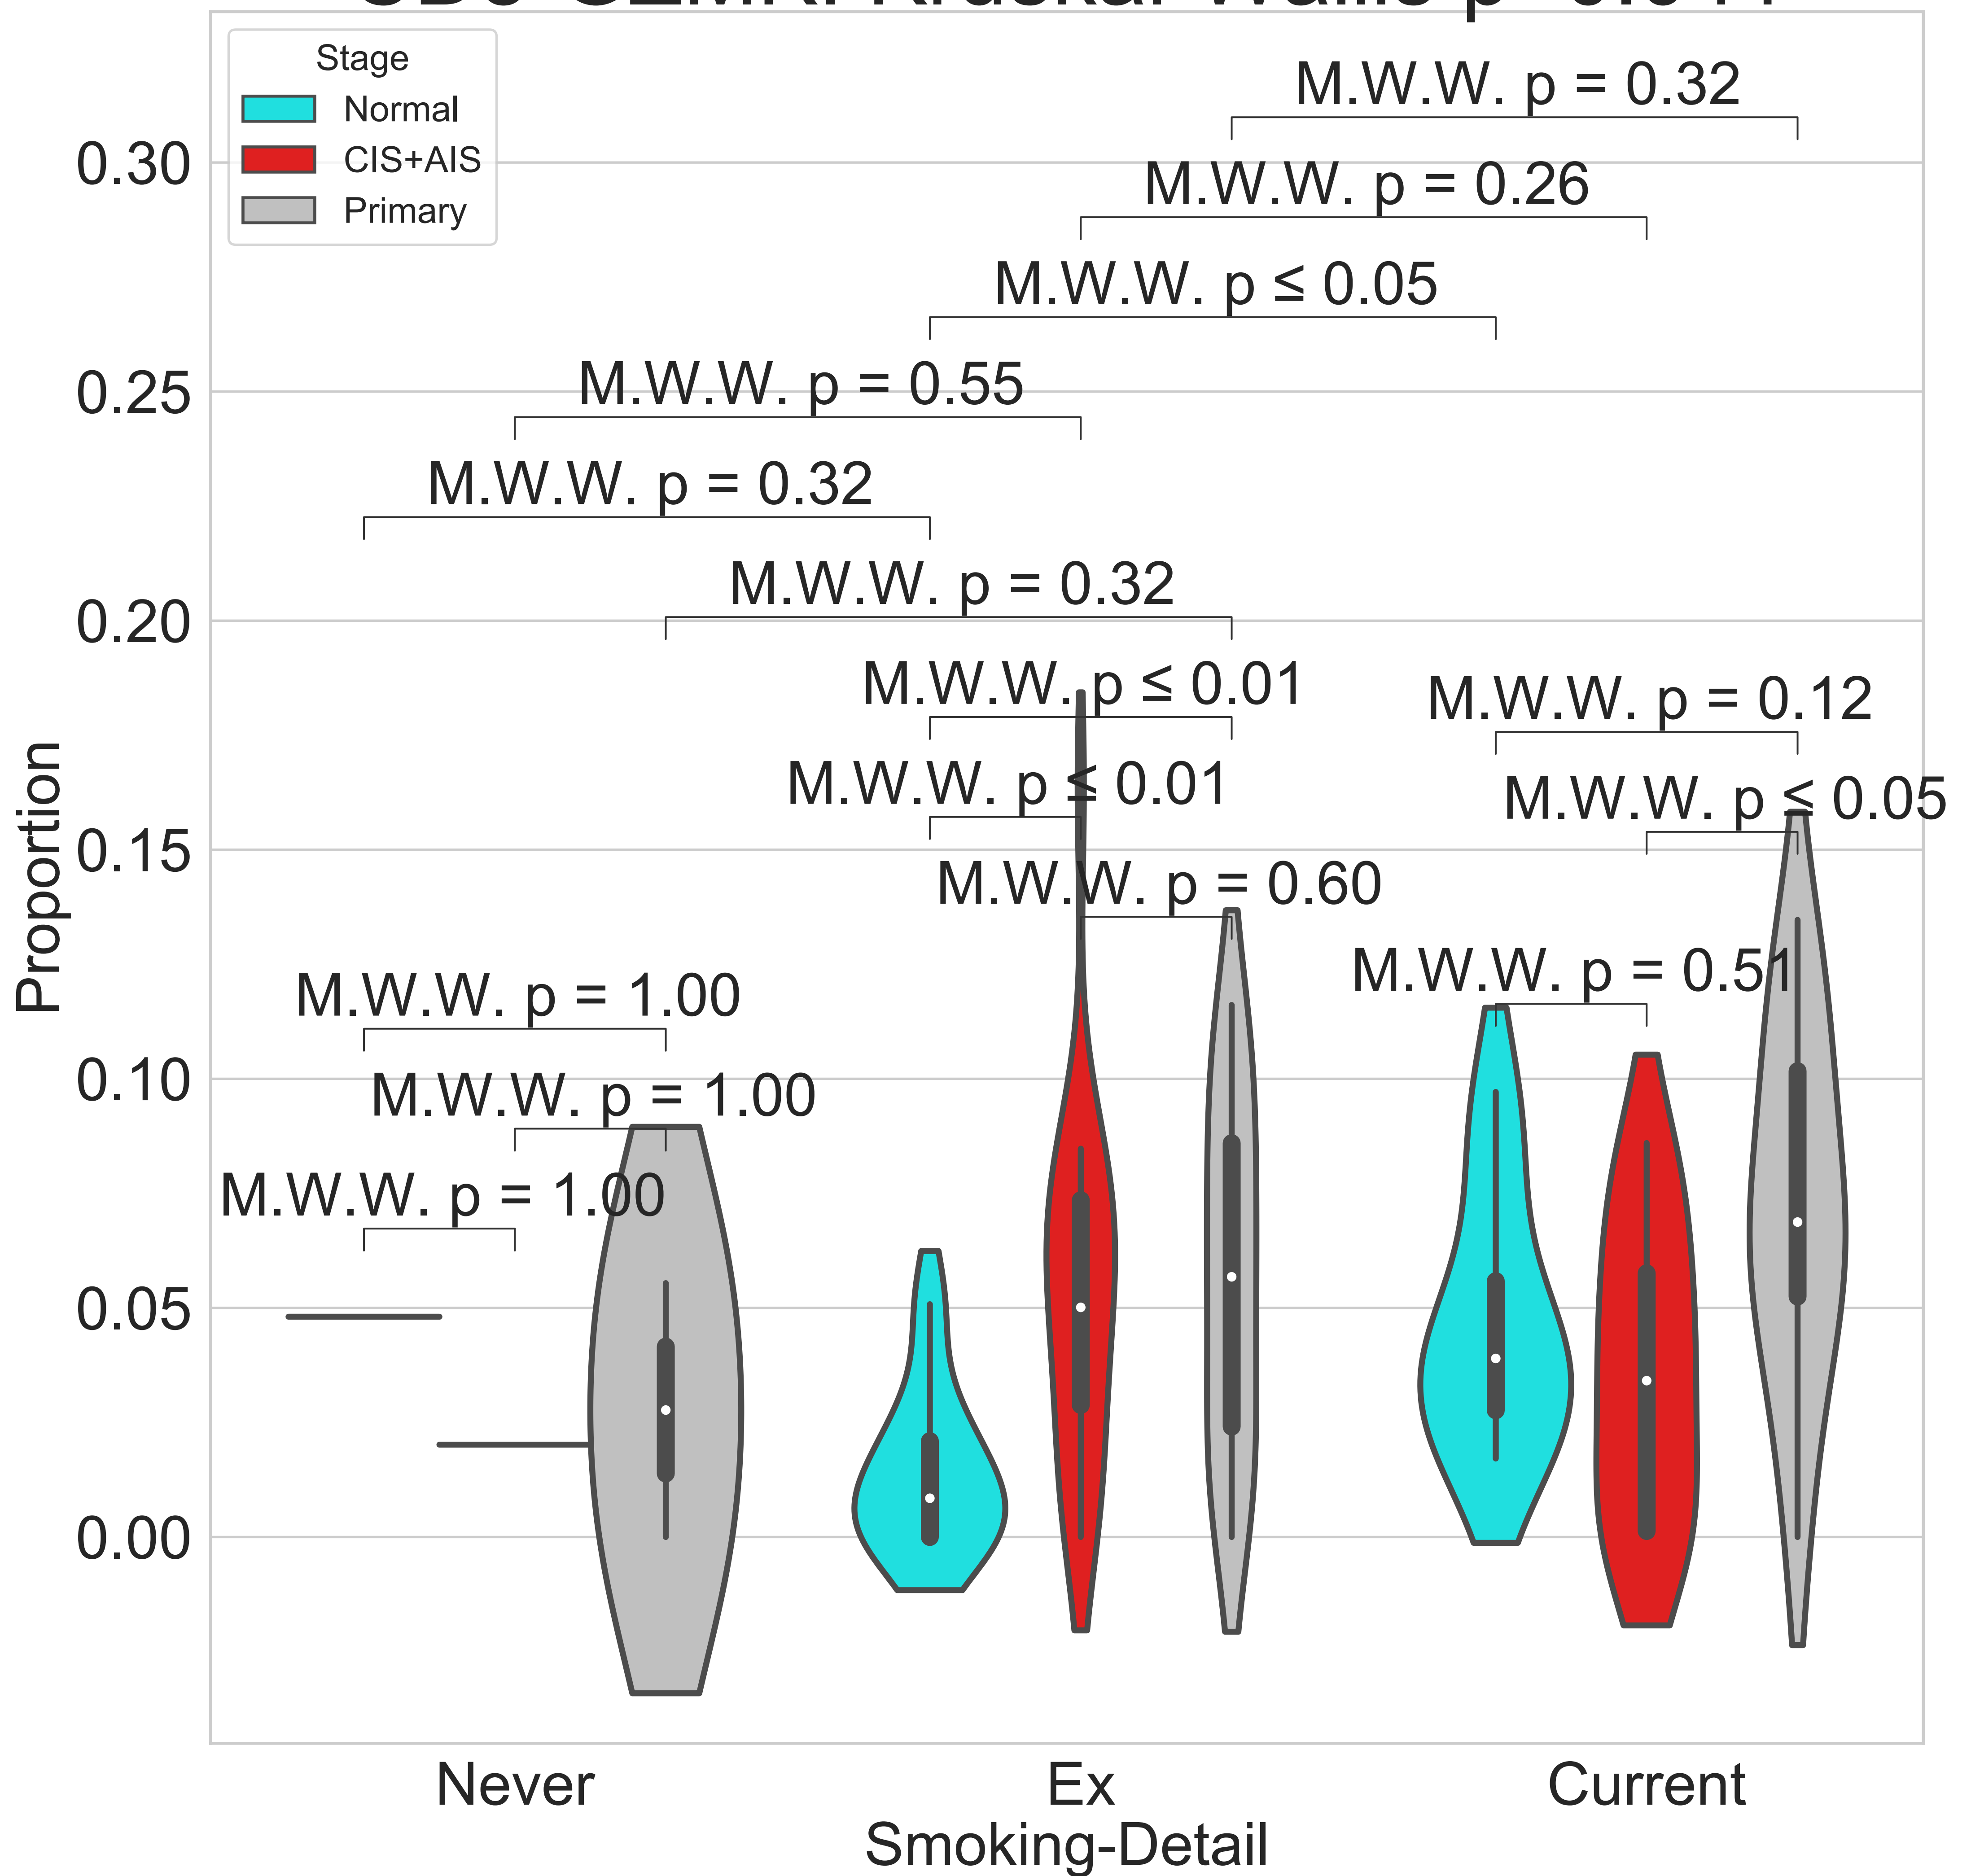 Stage
Normal
CIS+AIS
Primary
M.W.W. p = 0.32
M.W.W. p = 0.26
M.W.W. p ≤ 0.05
M.W.W. p = 0.55
M.W.W. p = 0.32
M.W.W. p = 0.32
M.W.W. p ≤ 0.01
M.W.W. p = 0.12
M.W.W. p ≤ 0.01
M.W.W. p ≤ 0.05
M.W.W. p = 0.60
M.W.W. p = 0.51
M.W.W. p = 1.00
M.W.W. p = 1.00
M.W.W. p = 1.00
0.30
0.25
0.20
0.15
0.10
0.05
0.00
Proportion
Never
Ex
Current
Smoking-Detail